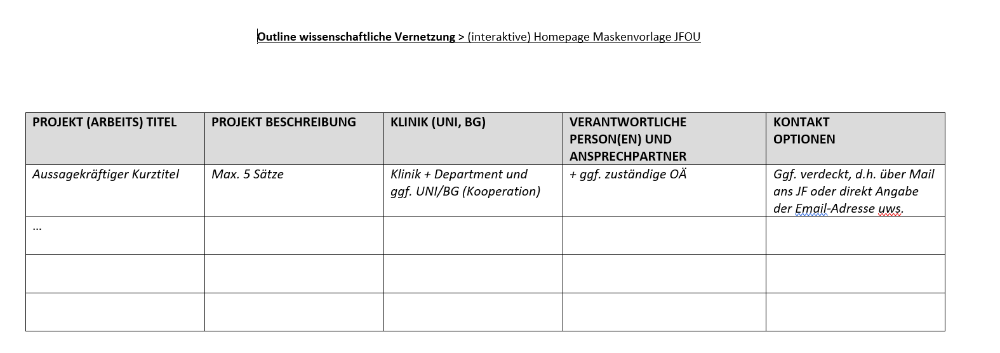 Outline wissenschaftliche Vernetzung > (interaktive) Homepage Maskenvorlage JFOU
PROJEKT (ARBEITS) TITEL
PROJEKT BESCHREIBUNG
KLINIK (UNI, BG)
VERANTWORTLICHE
PERSON(EN) UND
ANSPRECHPARTNER
KONTAKT
OPTIONEN
Aussagekräftiger Kurztitel
Max. 5 Sätze
Klinik + Department und
ggf. UNI/BG (Kooperation)
+ ggf. zuständige OÄ
Ggf. verdeckt, d.h. über Mail
ans JF oder direkt Angabe
der Email-Adresse uws.
...